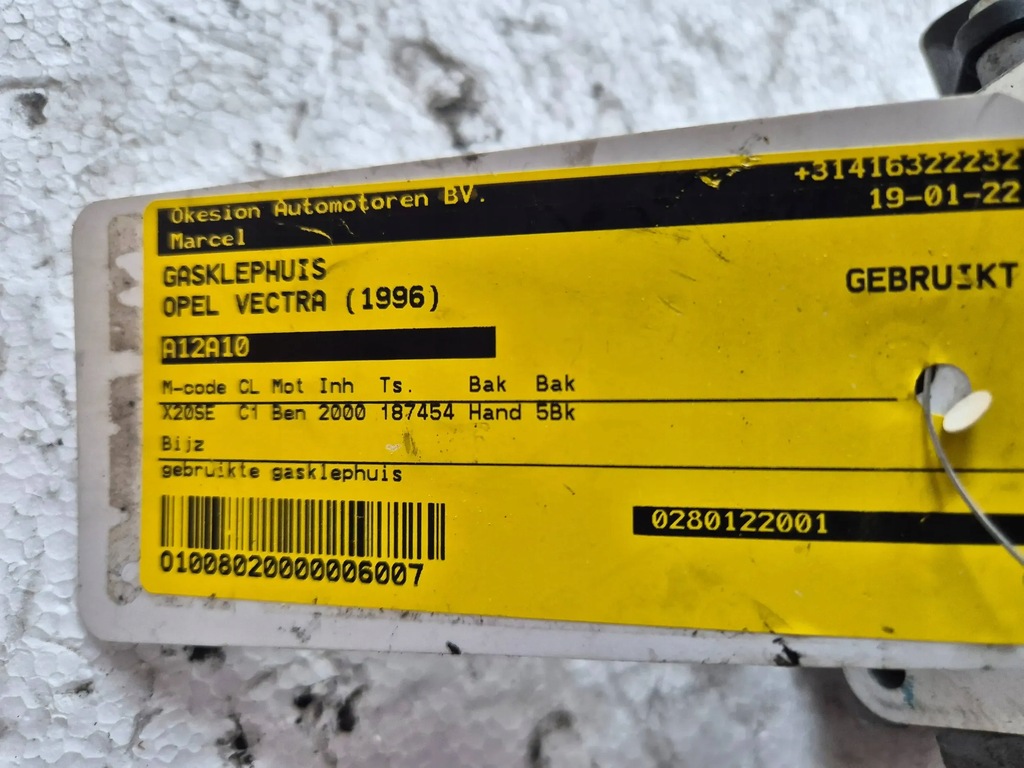 Okesion Automotoren BV. +31416322232
Marcel 19-01-22
GASKLEPHUIS GEBRUIKT
OPEL VECTRA (1996)
A12A10
M-code CL Mot Inh Ts. Bak Bak
X20SE C1 Ben 2000 187454 Hand 5Bk
Bijz
gebruikte gasklephuis
0280122001
01008020000006007